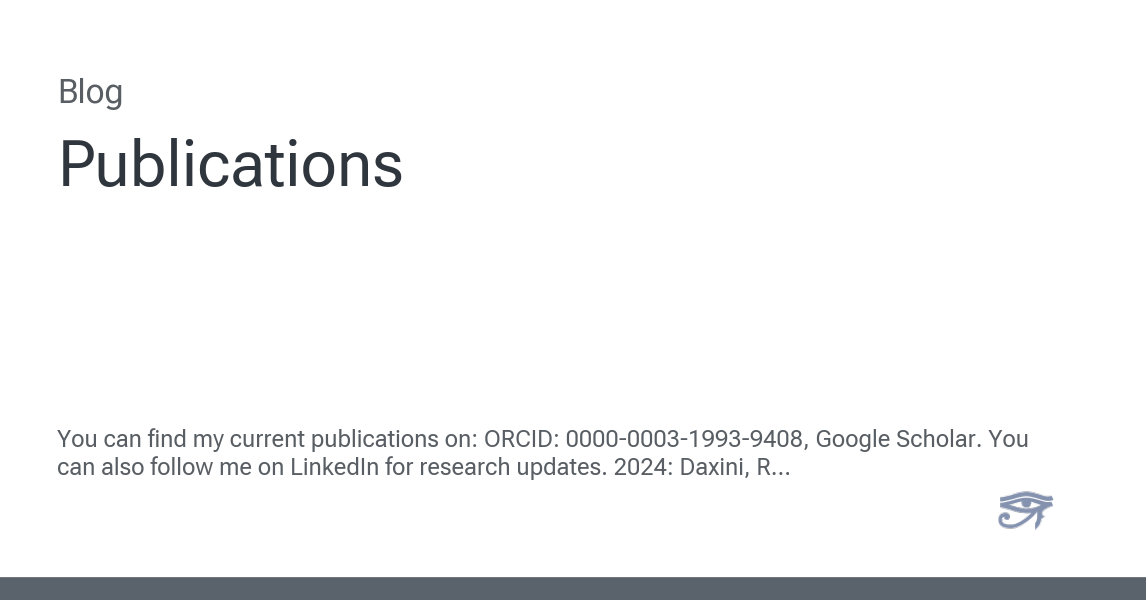 Blog
Publications
You can find my current publications on: ORCID: 0000-0003-1993-9408, Google Scholar. You
can also follow me on LinkedIn for research updates. 2024: Daxini, R...